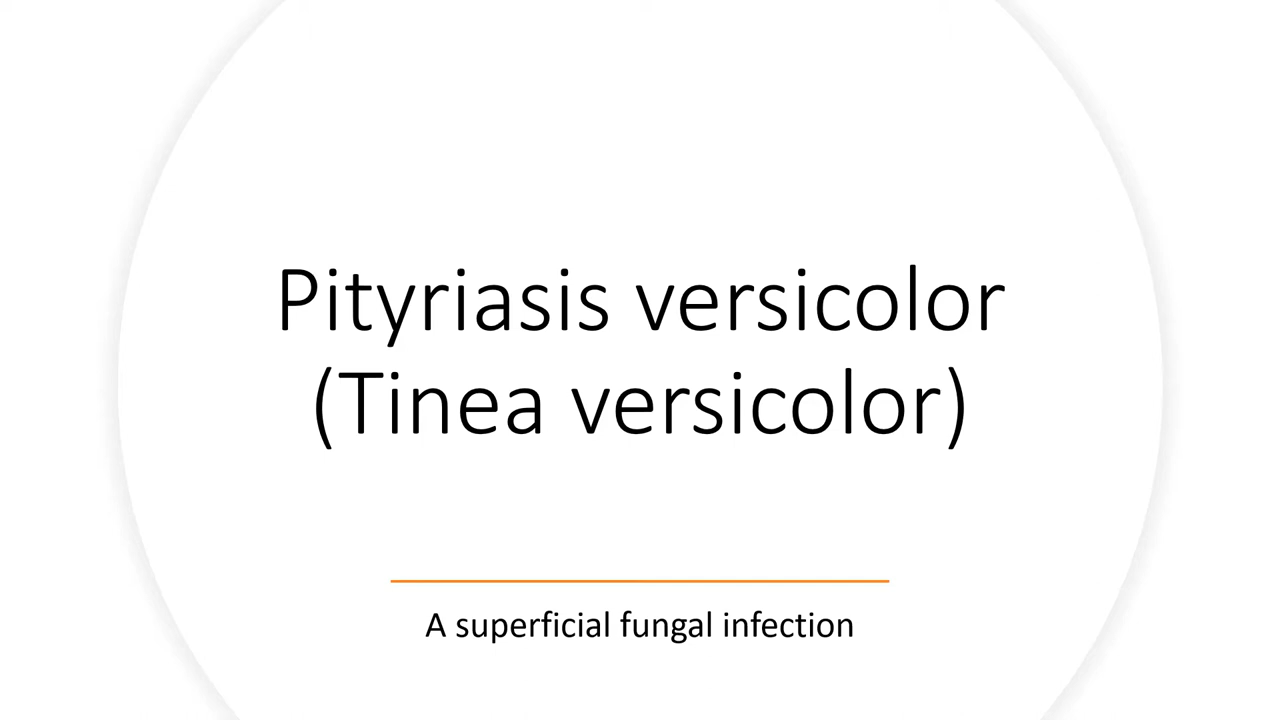 Pityriasis versicolor
(Tinea versicolor)
A superficial fungal infection